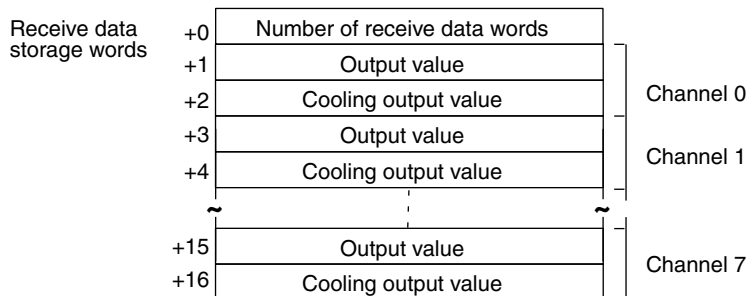 Receive data
storage words
+0 Number of receive data words
+1 Output value
+2 Cooling output value
Channel 0
+3 Output value
+4 Cooling output value
Channel 1
~ ~
+15 Output value
+16 Cooling output value
Channel 7